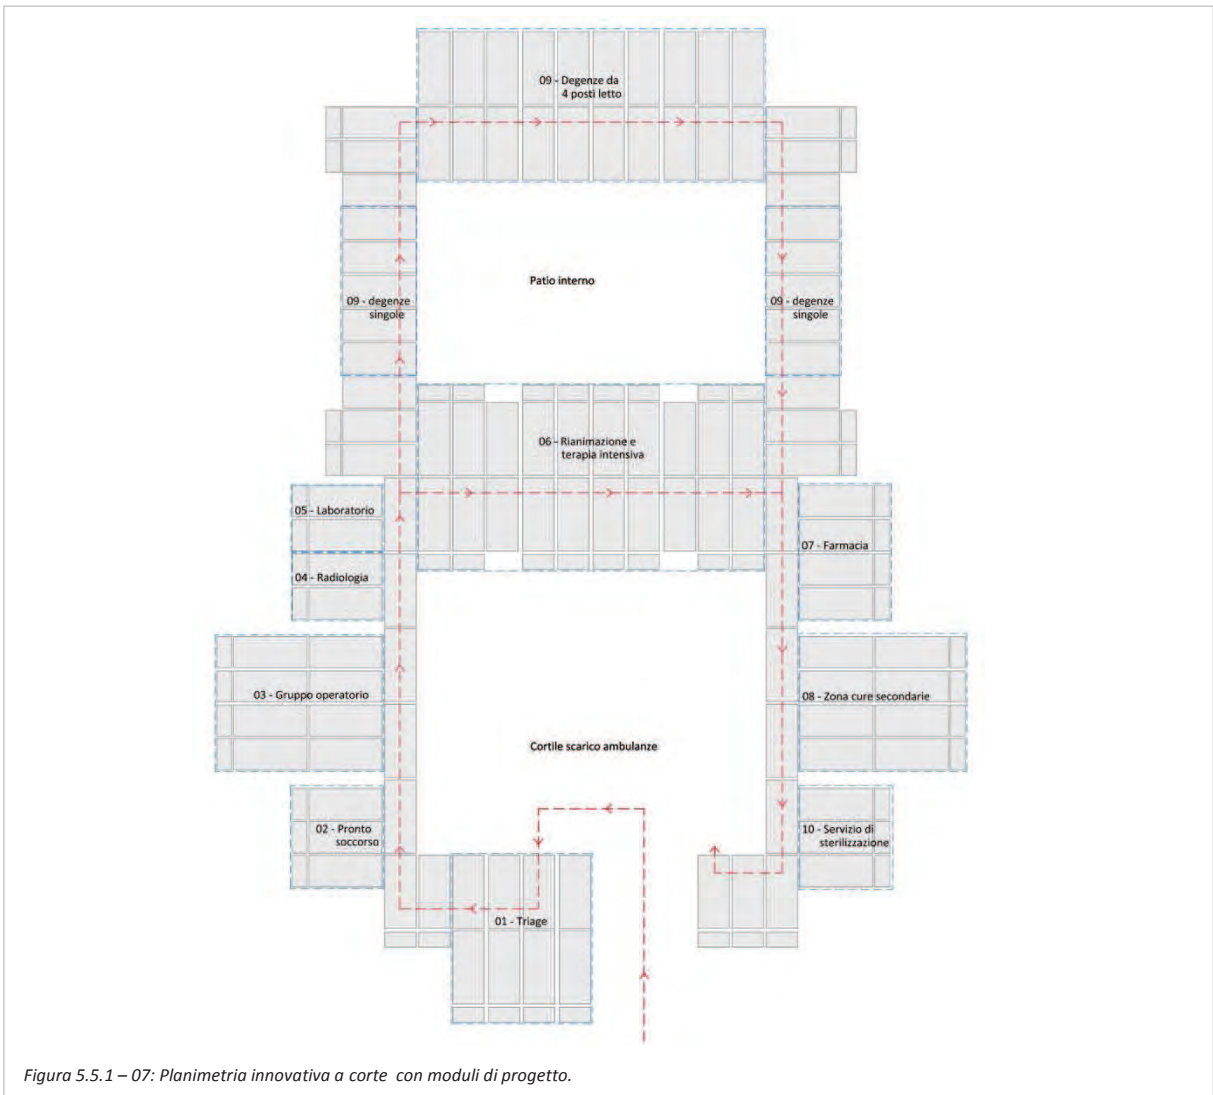 09 - Degenze da
4 posti letto
Patio interno
09 - degenze
singole
09 - degenze
singole
06 - Rianimazione e
terapia intensiva
05 - Laboratorio
04 - Radiologia
07 - Farmacia
03 - Gruppo operatorio
08 - Zona cure secondarie
Cortile scarico ambulanze
02 - Pronto
soccorso
10 - Servizio di
sterilizzazione
01 - Triage
Figura 5.5.1 – 07: Planimetria innovativa a corte con moduli di progetto.